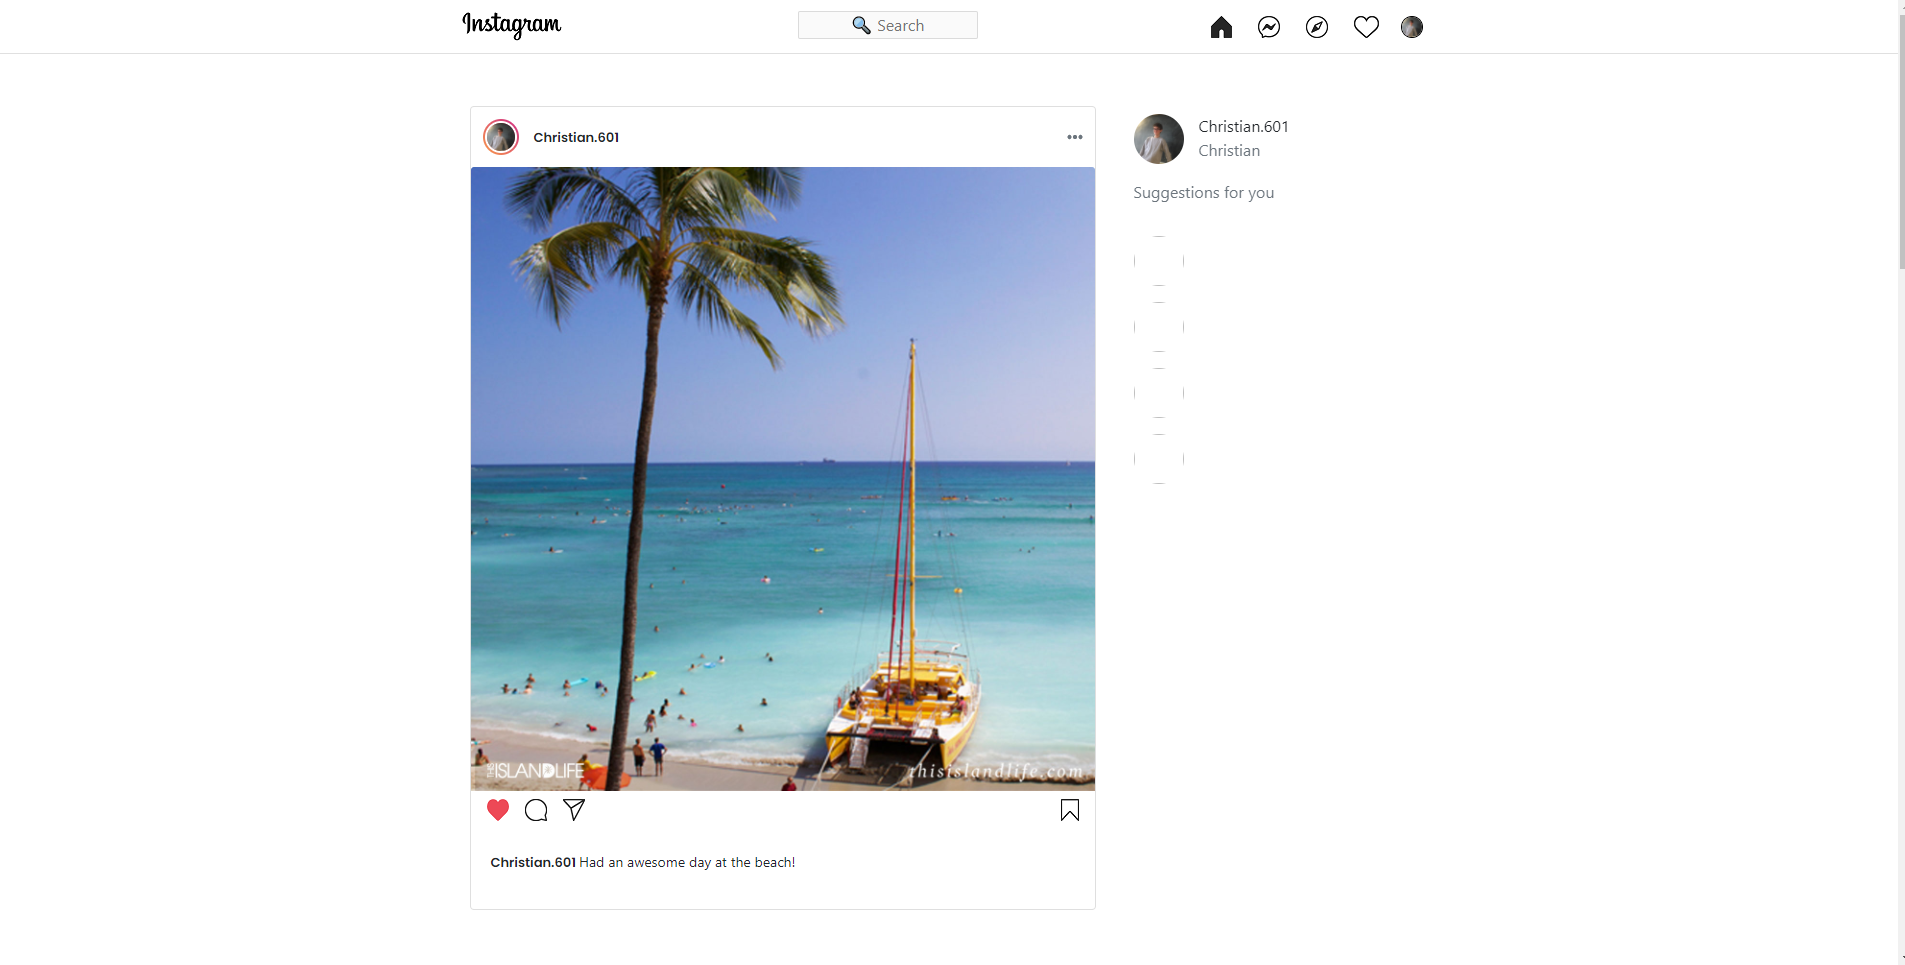 Instagram
Search
Christian.601
Christian.601
Christian
Suggestions for you
THIS ISLANDLIFE
thisislandlife.com
Christian.601 Had an awesome day at the beach!